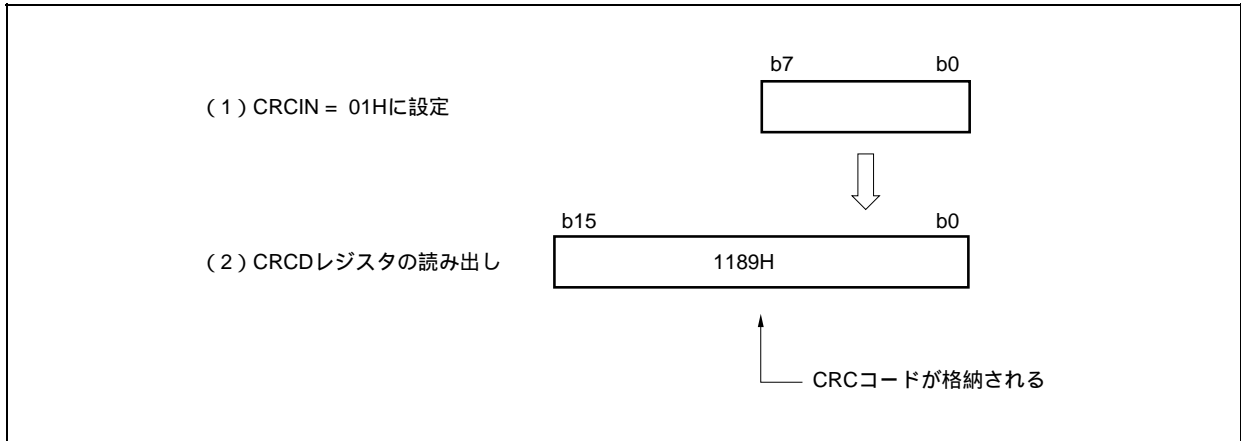 b7 b0
(1)CRCIN = 01Hに設定
b15 b0
(2)CRCDレジスタの読み出し 1189H
CRCコードが格納される